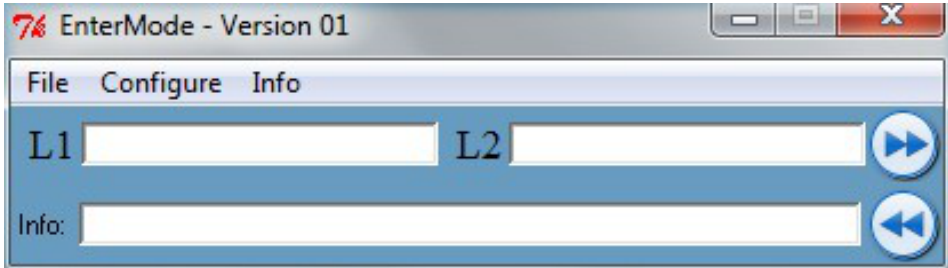 EnterMode - Version 01
File Configure Info
L1 L2
Info: